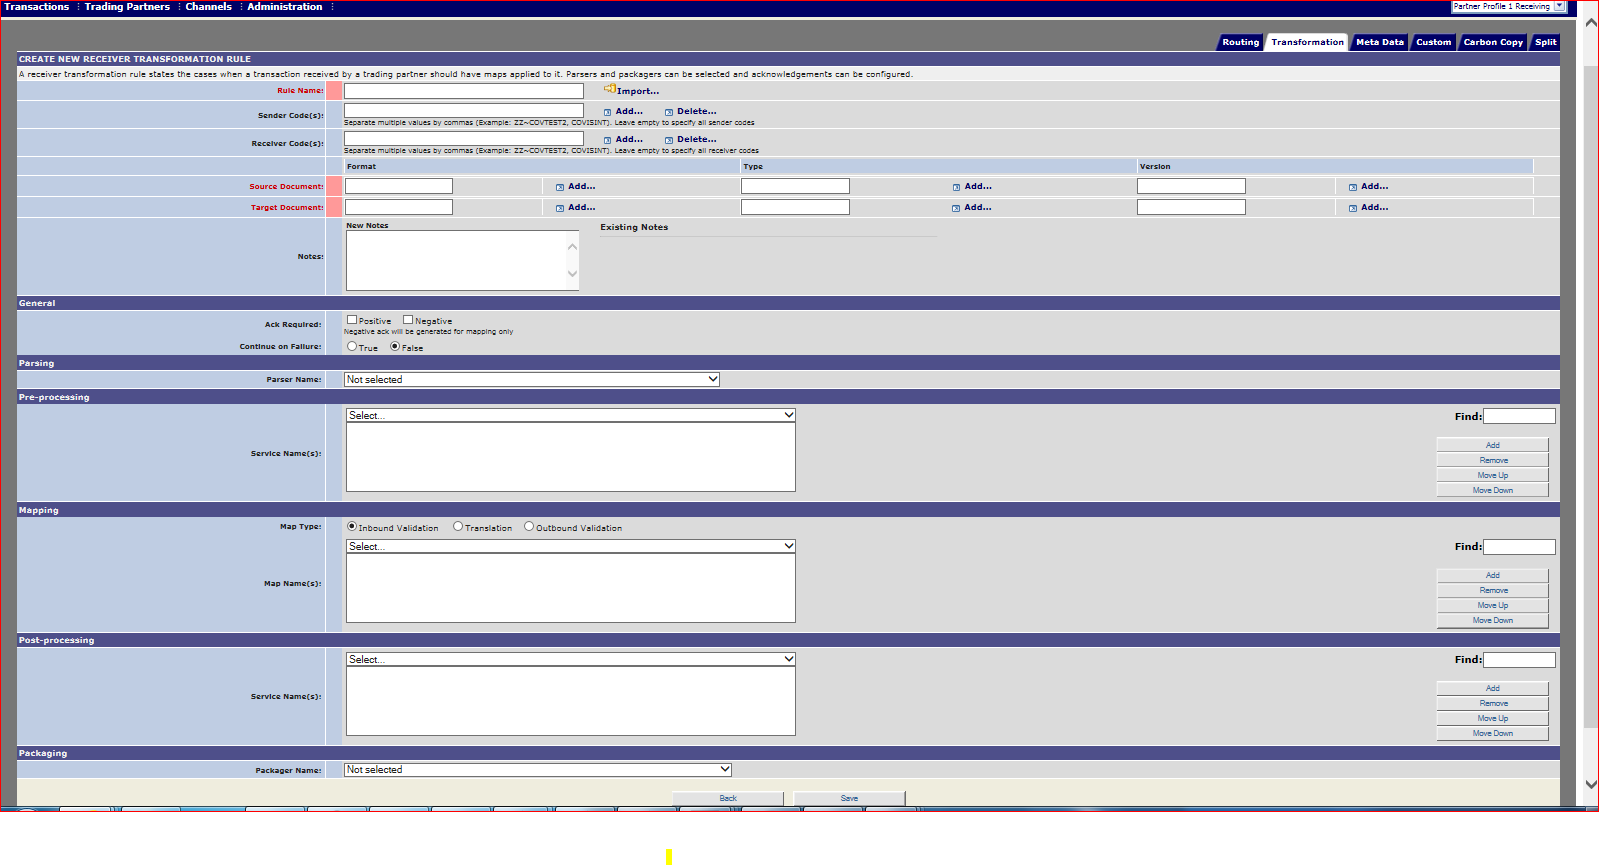 Transactions Trading Partners Channels Administration Partner Profile 1 Receiving
Routing Transformation Meta Data Custom Carbon Copy Split
CREATE NEW RECEIVER TRANSFORMATION RULE
A receiver transformation rule states the cases when a transaction received by a trading partner should have maps applied to it. Parsers and packagers can be selected and acknowledgements can be configured.
Rule Name: Import...
Sender Code(s): Add... Delete...
Separate multiple values by commas (Example: ZZ~COVTEST2, COVISINT). Leave empty to specify all sender codes
Receiver Code(s): Add... Delete...
Separate multiple values by commas (Example: ZZ~COVTEST2, COVISINT). Leave empty to specify all receiver codes
Format Type Version
Source Document: Add... Add... Add...
Target Document: Add... Add... Add...
New Notes Existing Notes
Notes:
General
Ack Required: Positive Negative
Negative ack will be generated for mapping only
Continue on Failure: True False
Parsing
Parser Name: Not selected
Pre-processing
Select... Find:
Service Name(s): Add
Remove
Move Up
Move Down
Mapping
Map Type: Inbound Validation Translation Outbound Validation
Select... Find:
Map Name(s): Add
Remove
Move Up
Move Down
Post-processing
Select... Find:
Service Name(s): Add
Remove
Move Up
Move Down
Packaging
Packager Name: Not selected
Back Save